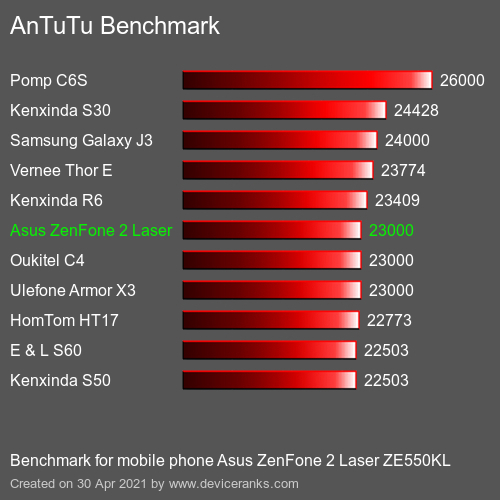 AnTuTu Benchmark
Pomp C6S 26000
Kenxinda S30 24428
Samsung Galaxy J3 24000
Vernee Thor E 23774
Kenxinda R6 23409
Asus ZenFone 2 Laser 23000
Oukitel C4 23000
Ulefone Armor X3 23000
HomTom HT17 22773
E & L S60 22503
Kenxinda S50 22503
Benchmark for mobile phone Asus ZenFone 2 Laser ZE550KL
Created on 30 Apr 2021 by www.deviceranks.com